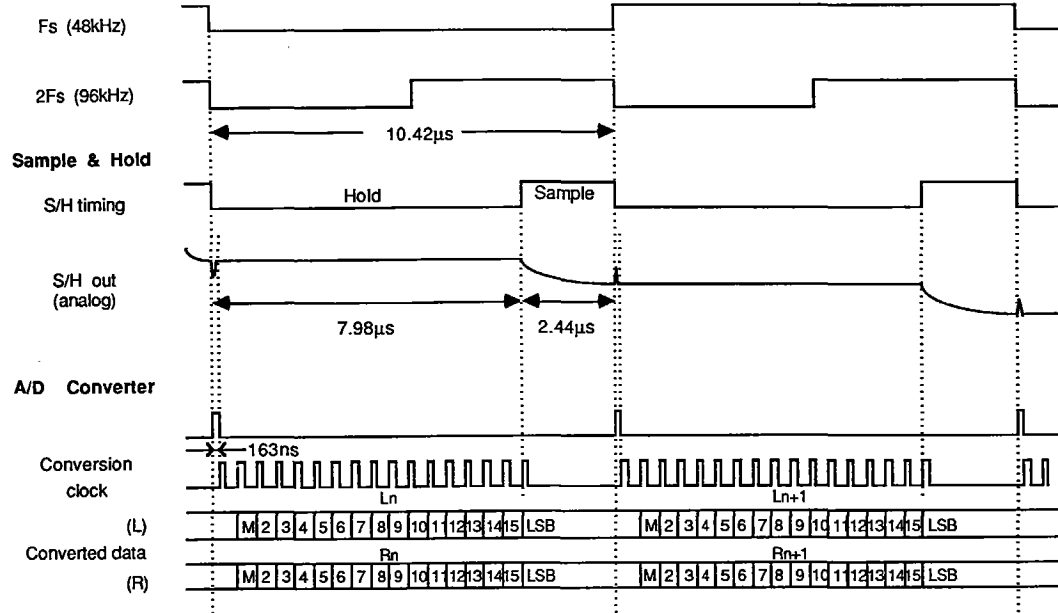 Fs (48kHz)
2Fs (96kHz)
10.42µs
Sample & Hold
S/H timing
Hold
Sample
S/H out
(analog)
7.98µs
2.44µs
A/D Converter
163ns
Conversion
clock
Ln
Ln+1
(L)
M 2 3 4 5 6 7 8 9 10 11 12 13 14 15 LSB
M 2 3 4 5 6 7 8 9 10 11 12 13 14 15 LSB
Converted data
Rn
Rn+1
(R)
M 2 3 4 5 6 7 8 9 10 11 12 13 14 15 LSB
M 2 3 4 5 6 7 8 9 10 11 12 13 14 15 LSB